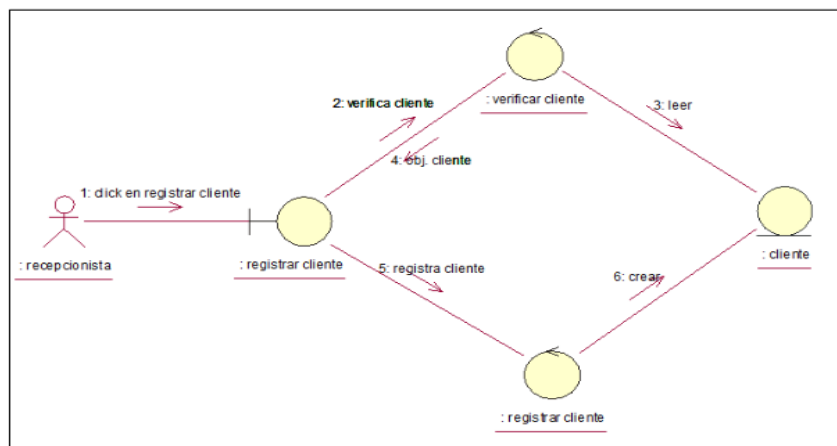 : verificar cliente
2: verifica cliente
3: leer
4: obj. cliente
1: click en registrar cliente
: recepcionista
: registrar cliente
: cliente
5: registra cliente
6: crear
: registrar cliente